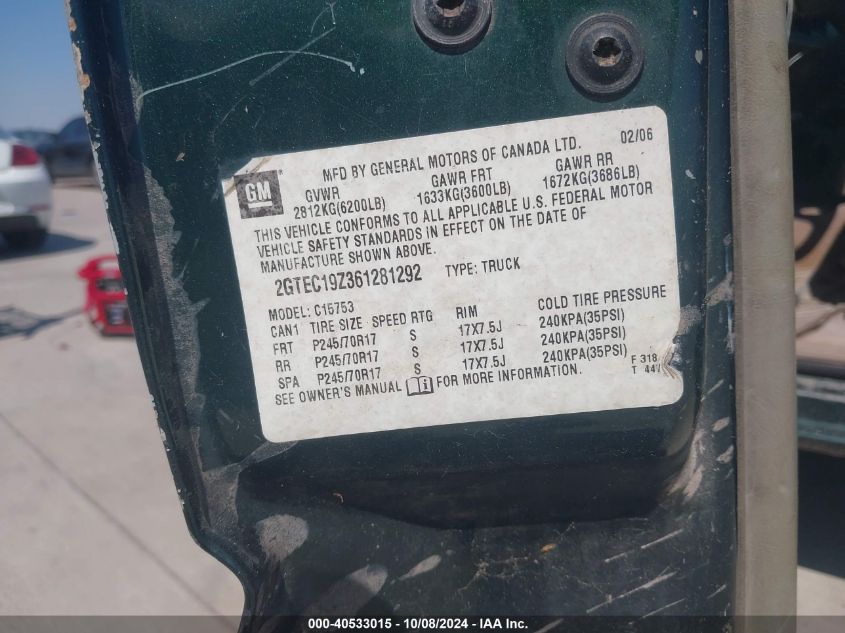 GM
MFD BY GENERAL MOTORS OF CANADA LTD. 02/06
GVWR GAWR FRT GAWR RR
2812KG(6200LB) 1633KG(3600LB) 1672KG(3686LB)
THIS VEHICLE CONFORMS TO ALL APPLICABLE U.S. FEDERAL MOTOR
VEHICLE SAFETY STANDARDS IN EFFECT ON THE DATE OF
MANUFACTURE SHOWN ABOVE.
2GTEC19Z361281292 TYPE: TRUCK
MODEL: C15753
CAN1 TIRE SIZE SPEED RTG RIM COLD TIRE PRESSURE
FRT P245/70R17 S 17X7.5J 240KPA(35PSI)
RR P245/70R17 S 17X7.5J 240KPA(35PSI)
SPA P245/70R17 S 17X7.5J 240KPA(35PSI)
SEE OWNER'S MANUAL FOR MORE INFORMATION.
F 318
T 447
000-40533015 - 10/08/2024 - IAA Inc.